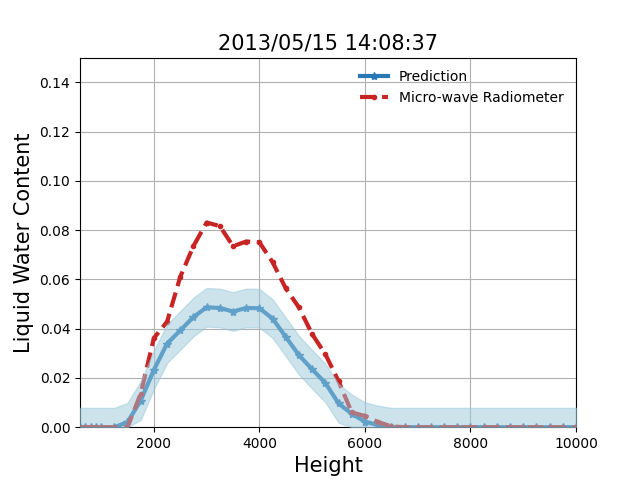 2013/05/15 14:08:37
Prediction
Micro-wave Radiometer
Liquid Water Content
0.14
0.12
0.10
0.08
0.06
0.04
0.02
0.00
2000 4000 6000 8000 10000
Height